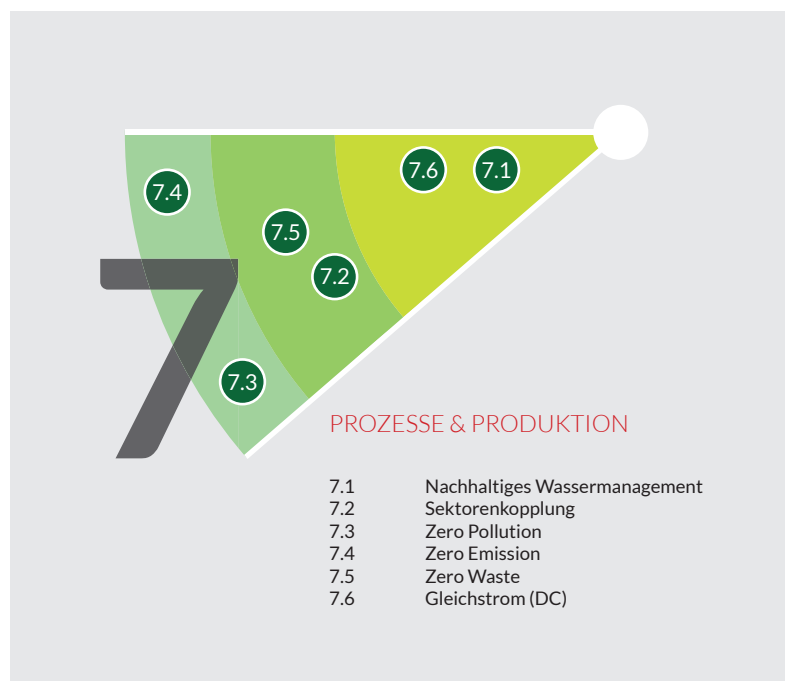 7.6 7.1
7.4
7.5
7.2
7
7.3
PROZESSE & PRODUKTION
7.1 Nachhaltiges Wassermanagement
7.2 Sektorenkopplung
7.3 Zero Pollution
7.4 Zero Emission
7.5 Zero Waste
7.6 Gleichstrom (DC)